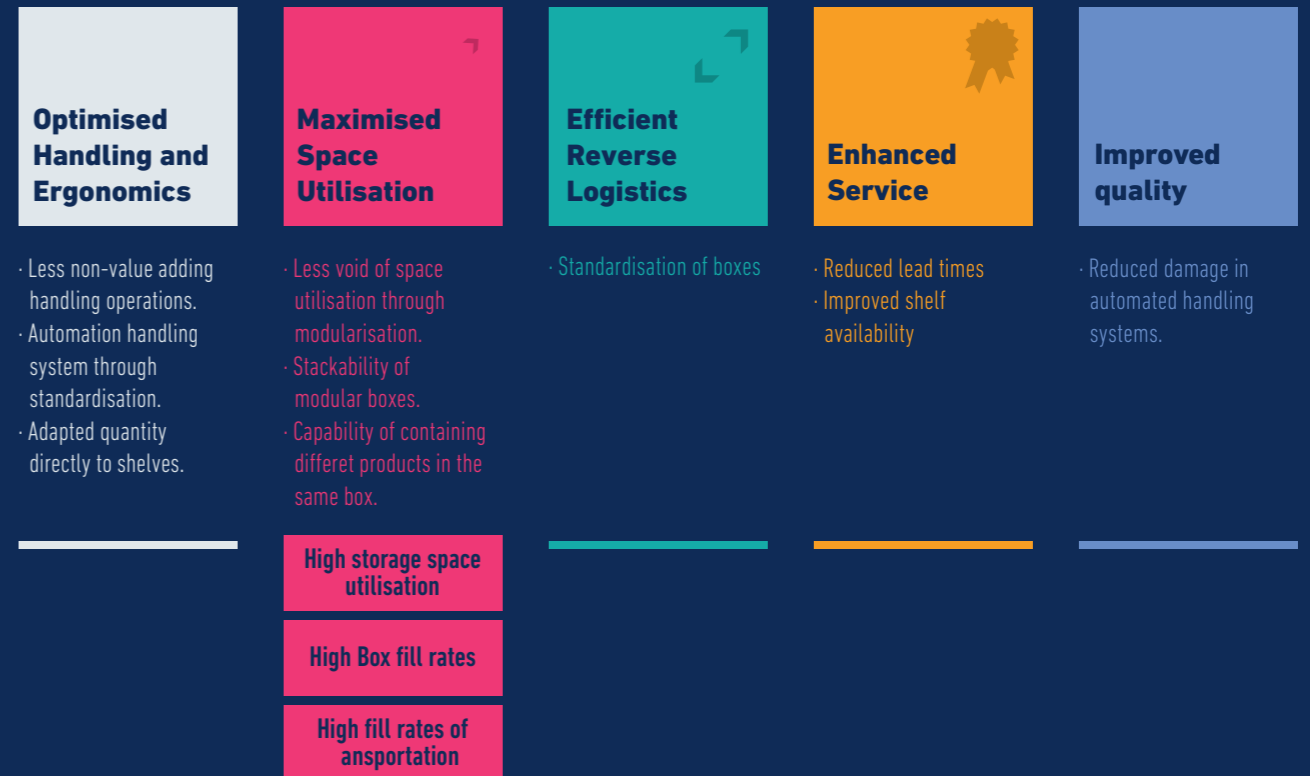 Optimised
Handling and
Ergonomics
· Less non-value adding
handling operations.
· Automation handling
system through
standardisation.
· Adapted quantity
directly to shelves.
Maximised
Space
Utilisation
· Less void of space
utilisation through
modularisation.
· Stackability of
modular boxes.
· Capability of containing
differet products in the
same box.
High storage space
utilisation
High Box fill rates
High fill rates of
ansportation
Efficient
Reverse
Logistics
· Standardisation of boxes
Enhanced
Service
· Reduced lead times
· Improved shelf
availability
Improved
quality
· Reduced damage in
automated handling
systems.